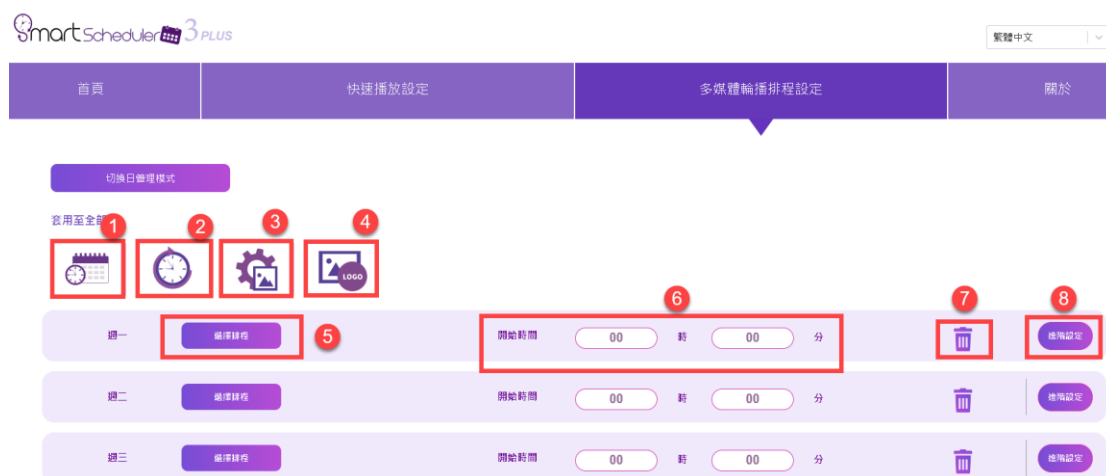 Smart Scheduler 3 PLUS
繁體中文
首頁 快速播放設定 多媒體輪播排程設定 關於
切換日管理模式
套用至全部
1 2 3 4
LOGO
5 6 7 8
週一 選擇排程 開始時間 00 時 00 分 進階設定
週二 選擇排程 開始時間 00 時 00 分 進階設定
週三 選擇排程 開始時間 00 時 00 分 進階設定